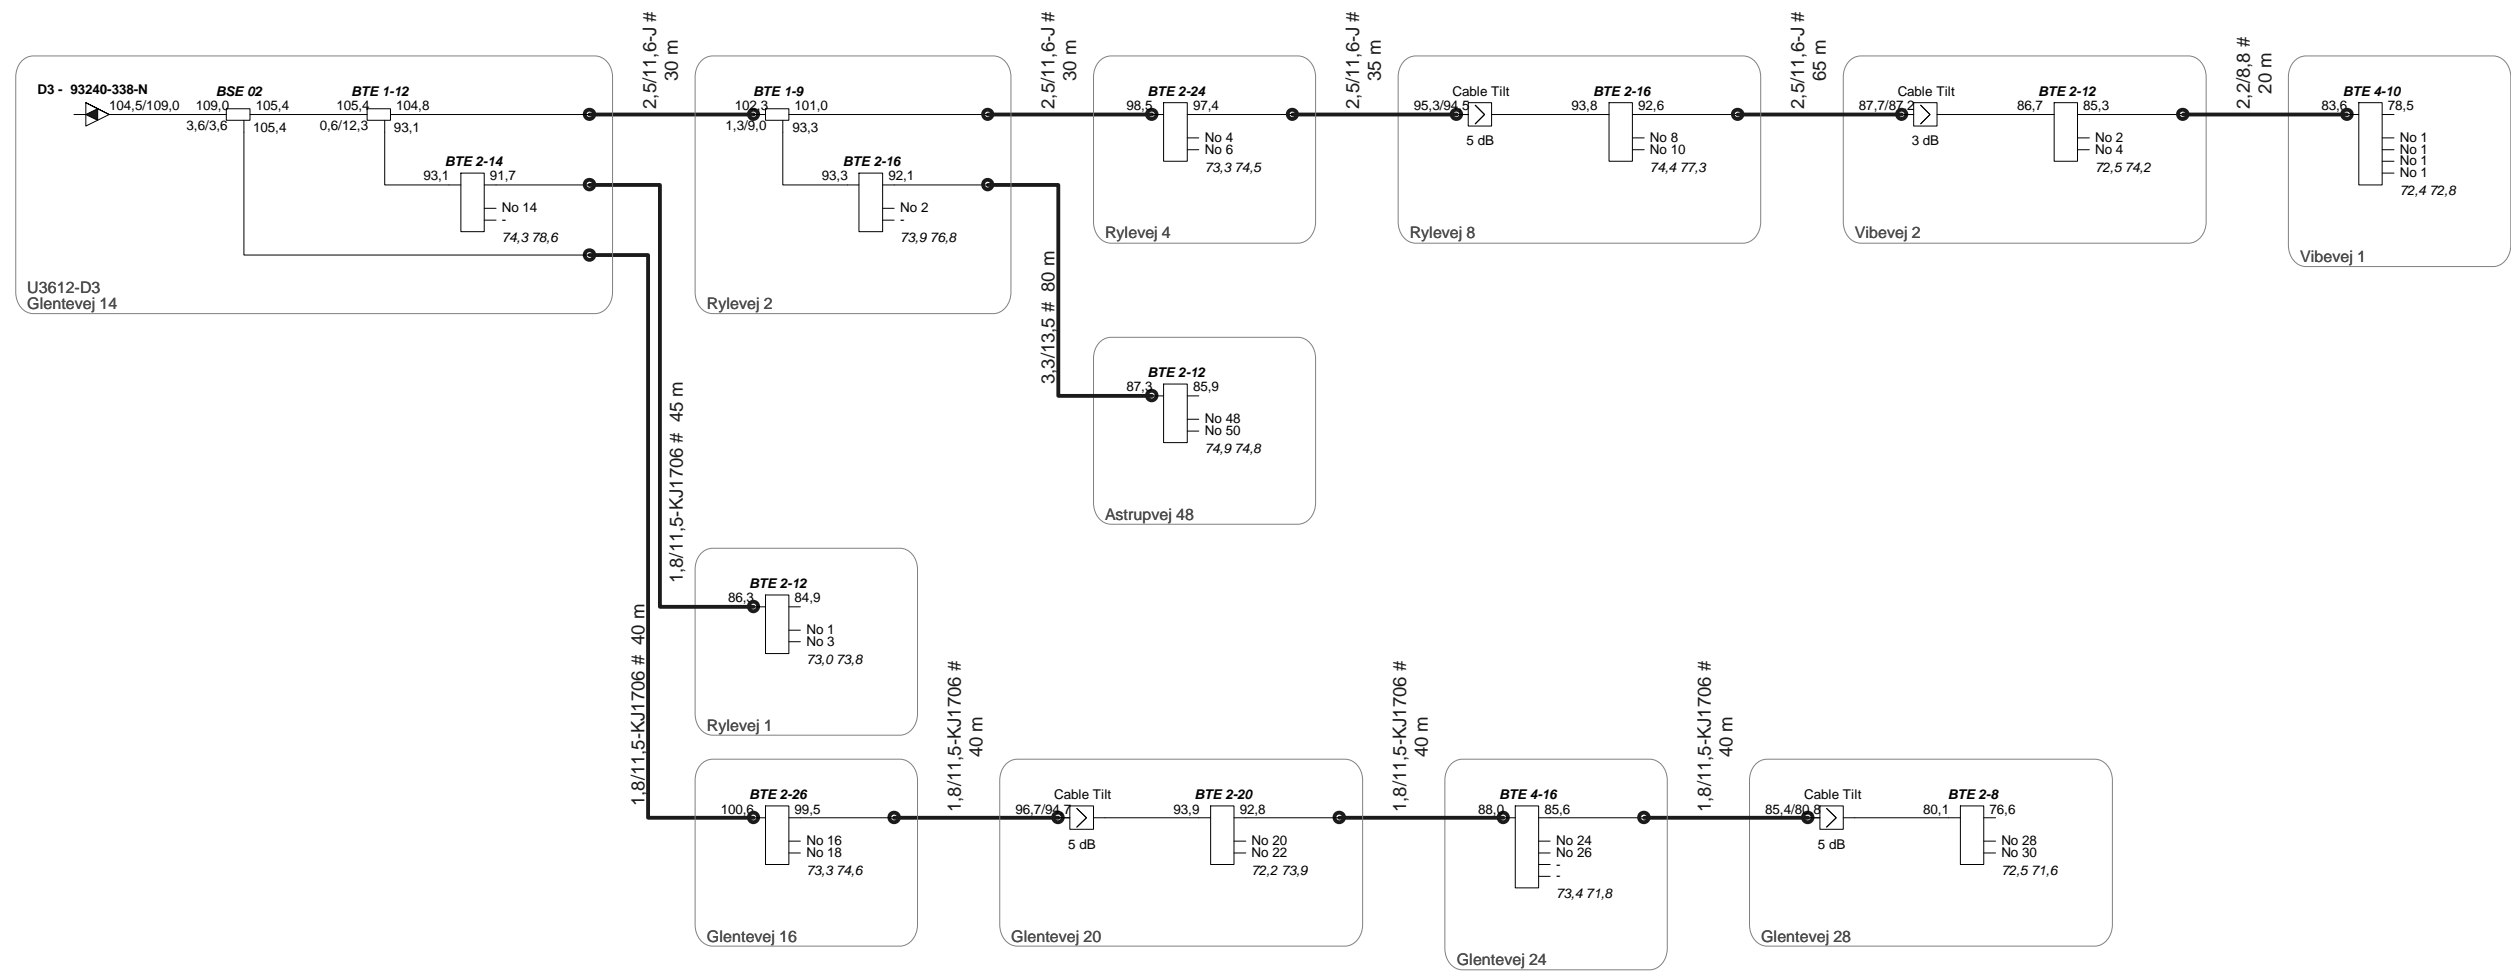 2,5/11,6-J #
30 m
2,5/11,6-J #
30 m
2,5/11,6-J #
35 m
2,5/11,6-J #
65 m
2,2/8,8 #
20 m
D3 - 93240-338-N
104,5/109,0
BSE 02
109,0
105,4
3,6/3,6
105,4
BTE 1-12
105,4
104,8
0,6/12,3
93,1
BTE 2-14
93,1
91,7
No 14
-
74,3 78,6
U3612-D3
Glentevej 14
BTE 1-9
102,3
101,0
1,3/9,0
93,3
BTE 2-16
93,3
92,1
No 2
-
73,9 76,8
Rylevej 2
BTE 2-24
98,5
97,4
No 4
No 6
73,3 74,5
Rylevej 4
Cable Tilt
95,3/94,5
5 dB
BTE 2-16
93,8
92,6
No 8
No 10
74,4 77,3
Rylevej 8
Cable Tilt
87,7/87,2
3 dB
BTE 2-12
86,7
85,3
No 2
No 4
72,5 74,2
Vibevej 2
BTE 4-10
83,6
78,5
No 1
No 1
No 1
No 1
72,4 72,8
Vibevej 1
3,3/13,5 # 80 m
BTE 2-12
87,3
85,9
No 48
No 50
74,9 74,8
Astrupvej 48
1,8/11,5-KJ1706 # 45 m
BTE 2-12
86,3
84,9
No 1
No 3
73,0 73,8
Rylevej 1
1,8/11,5-KJ1706 # 40 m
BTE 2-26
100,6
99,5
No 16
No 18
73,3 74,6
Glentevej 16
1,8/11,5-KJ1706 #
40 m
Cable Tilt
96,7/94,7
5 dB
BTE 2-20
93,9
92,8
No 20
No 22
72,2 73,9
Glentevej 20
1,8/11,5-KJ1706 #
40 m
BTE 4-16
88,0
85,6
No 24
No 26
-
-
73,4 71,8
Glentevej 24
1,8/11,5-KJ1706 #
40 m
Cable Tilt
85,4/80,8
5 dB
BTE 2-8
80,1
76,6
No 28
No 30
72,5 71,6
Glentevej 28